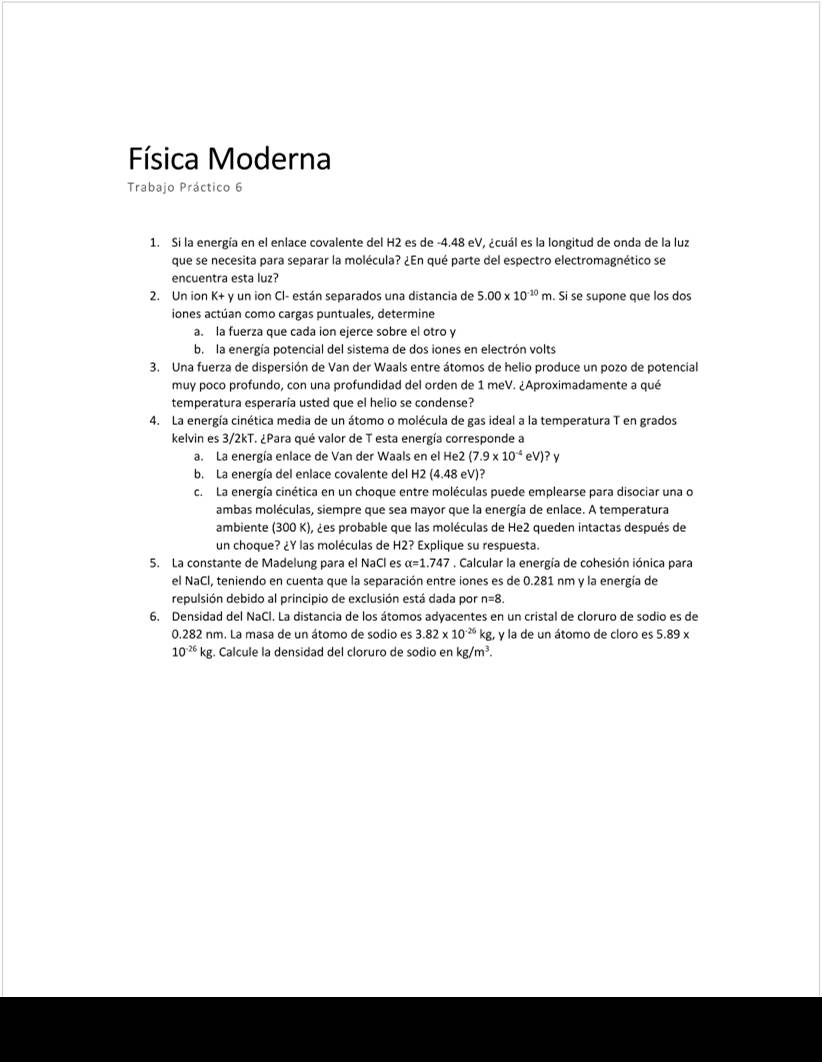 Física Moderna
Trabajo Práctico 6
1. Si la energía en el enlace covalente del H2 es de -4.48 eV, ¿cuál es la longitud de onda de la luz
que se necesita para separar la molécula? ¿En qué parte del espectro electromagnético se
encuentra esta luz?
2. Un ion K+ y un ion Cl- están separados una distancia de 5.00 x 10⁻¹⁰ m. Si se supone que los dos
iones actúan como cargas puntuales, determine
a. la fuerza que cada ion ejerce sobre el otro y
b. la energía potencial del sistema de dos iones en electrón volts
3. Una fuerza de dispersión de Van der Waals entre átomos de helio produce un pozo de potencial
muy poco profundo, con una profundidad del orden de 1 meV. ¿Aproximadamente a qué
temperatura esperaría usted que el helio se condense?
4. La energía cinética media de un átomo o molécula de gas ideal a la temperatura T en grados
kelvin es 3/2kT. ¿Para qué valor de T esta energía corresponde a
a. La energía enlace de Van der Waals en el He2 (7.9 x 10⁻⁴ eV)? y
b. La energía del enlace covalente del H2 (4.48 eV)?
c. La energía cinética en un choque entre moléculas puede emplearse para disociar una o
ambas moléculas, siempre que sea mayor que la energía de enlace. A temperatura
ambiente (300 K), ¿es probable que las moléculas de He2 queden intactas después de
un choque? ¿Y las moléculas de H2? Explique su respuesta.
5. La constante de Madelung para el NaCl es α=1.747 . Calcular la energía de cohesión iónica para
el NaCl, teniendo en cuenta que la separación entre iones es de 0.281 nm y la energía de
repulsión debido al principio de exclusión está dada por n=8.
6. Densidad del NaCl. La distancia de los átomos adyacentes en un cristal de cloruro de sodio es de
0.282 nm. La masa de un átomo de sodio es 3.82 x 10⁻²⁶ kg, y la de un átomo de cloro es 5.89 x
10⁻²⁶ kg. Calcule la densidad del cloruro de sodio en kg/m³.